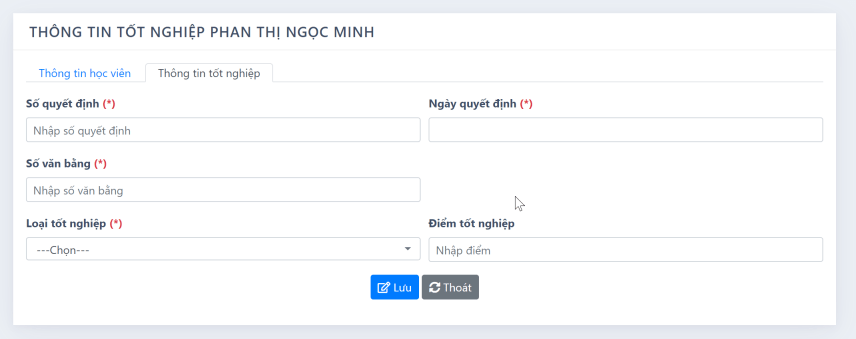 THÔNG TIN TỐT NGHIỆP PHAN THỊ NGỌC MINH
Thông tin học viên Thông tin tốt nghiệp
Số quyết định (*) Ngày quyết định (*)
Nhập số quyết định
Số văn bằng (*)
Nhập số văn bằng
Loại tốt nghiệp (*) Điểm tốt nghiệp
---Chọn--- Nhập điểm
Lưu Thoát